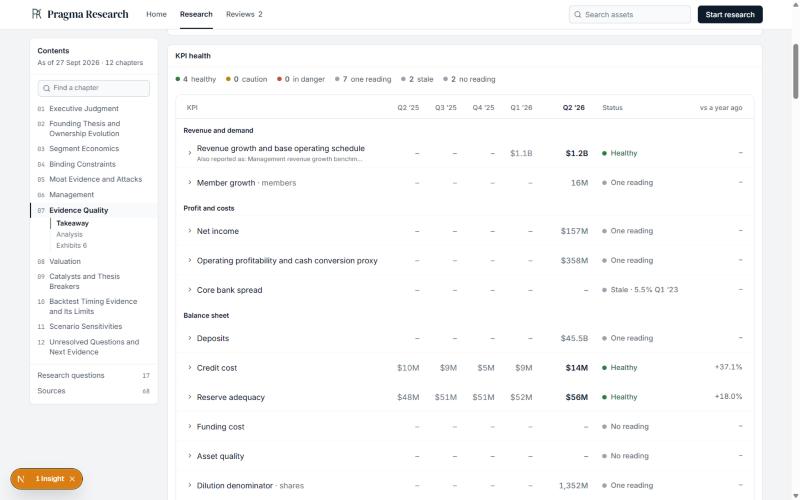 Pragma Research
Home
Research
Reviews 2
Search assets
Start research
Contents
As of 27 Sept 2026 · 12 chapters
Find a chapter
01 Executive Judgment
02 Founding Thesis and
Ownership Evolution
03 Segment Economics
04 Binding Constraints
05 Moat Evidence and Attacks
06 Management
07 Evidence Quality
Takeaway
Analysis
Exhibits 6
08 Valuation
09 Catalysts and Thesis
Breakers
10 Backtest Timing Evidence
and Its Limits
11 Scenario Sensitivities
12 Unresolved Questions and
Next Evidence
Research questions 17
Sources 68
1 Insight
KPI health
4 healthy 0 caution 0 in danger 7 one reading 2 stale 2 no reading
KPI Q2 '25 Q3 '25 Q4 '25 Q1 '26 Q2 '26 Status vs a year ago
Revenue and demand
Revenue growth and base operating schedule – – – $1.1B $1.2B Healthy –
Also reported as: Management revenue growth benchm...
Member growth · members – – – – 16M One reading –
Profit and costs
Net income – – – – $157M One reading –
Operating profitability and cash conversion proxy – – – – $358M One reading –
Core bank spread – – – – – Stale · 5.5% Q1 '23 –
Balance sheet
Deposits – – – – $45.5B One reading –
Credit cost $10M $9M $5M $9M $14M Healthy +37.1%
Reserve adequacy $48M $51M $51M $52M $56M Healthy +18.0%
Funding cost – – – – – No reading –
Asset quality – – – – – No reading –
Dilution denominator · shares – – – – 1,352M One reading –